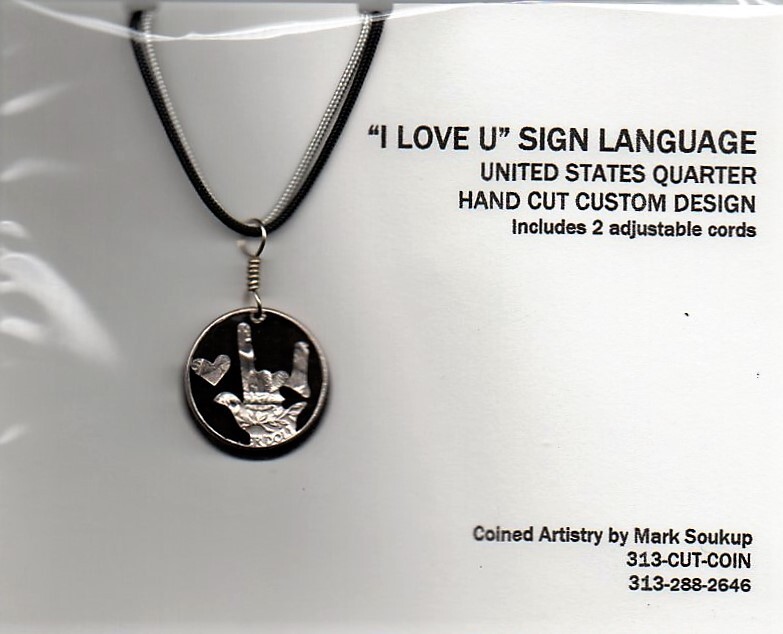 "I LOVE U" SIGN LANGUAGE
UNITED STATES QUARTER
HAND CUT CUSTOM DESIGN
Includes 2 adjustable cords
R DOL
Coined Artistry by Mark Soukup
313-CUT-COIN
313-288-2646